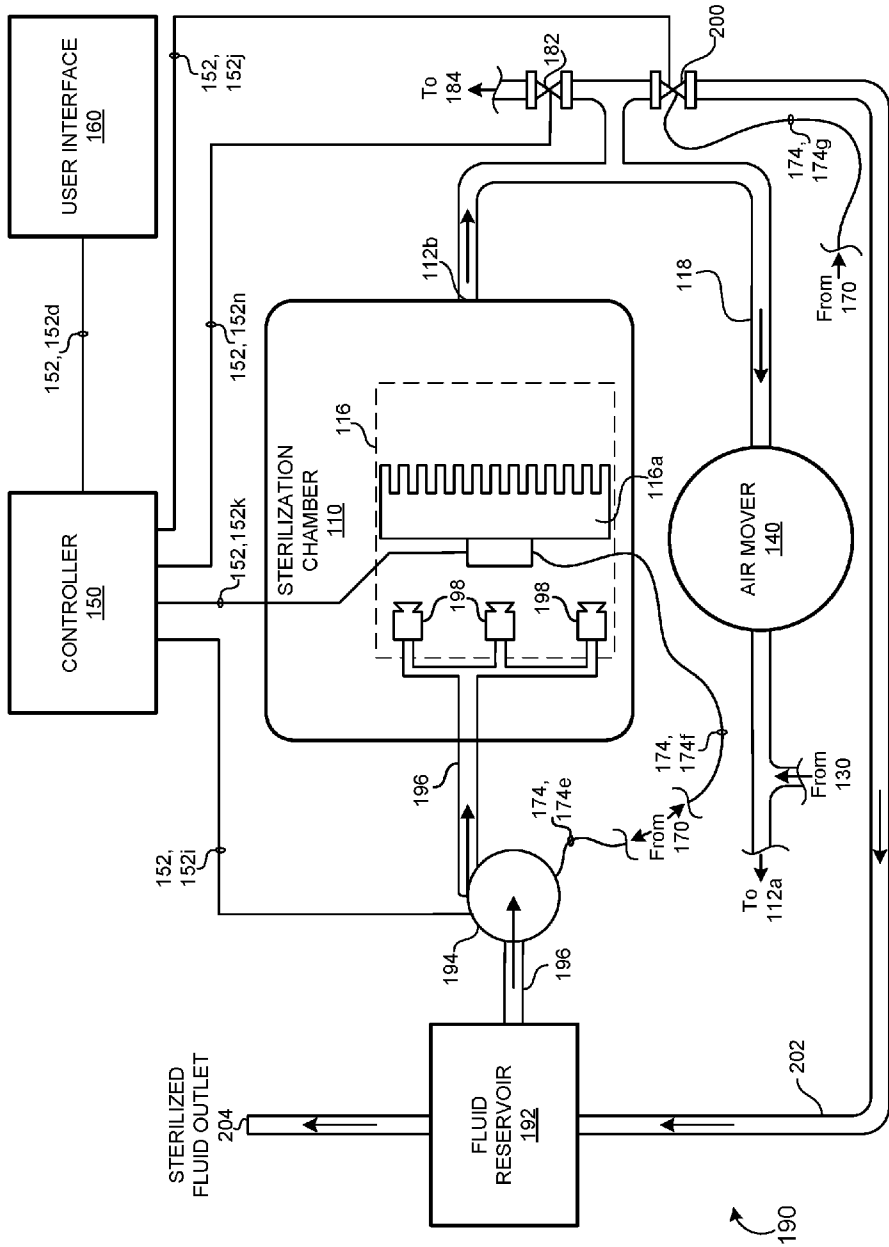 USER INTERFACE
160
152,
152j
152, 152d
152, 152n
To
184
182
200
174,
174g
From
170
118
112b
CONTROLLER
150
152,152k
STERILIZATION
CHAMBER
110
116
116a
198
198
AIR MOVER
140
152,
152i
196
174,
174f
174,
174e
From
170
From
130
To
112a
194
196
STERILIZED
FLUID OUTLET
204
FLUID
RESERVOIR
192
202
190